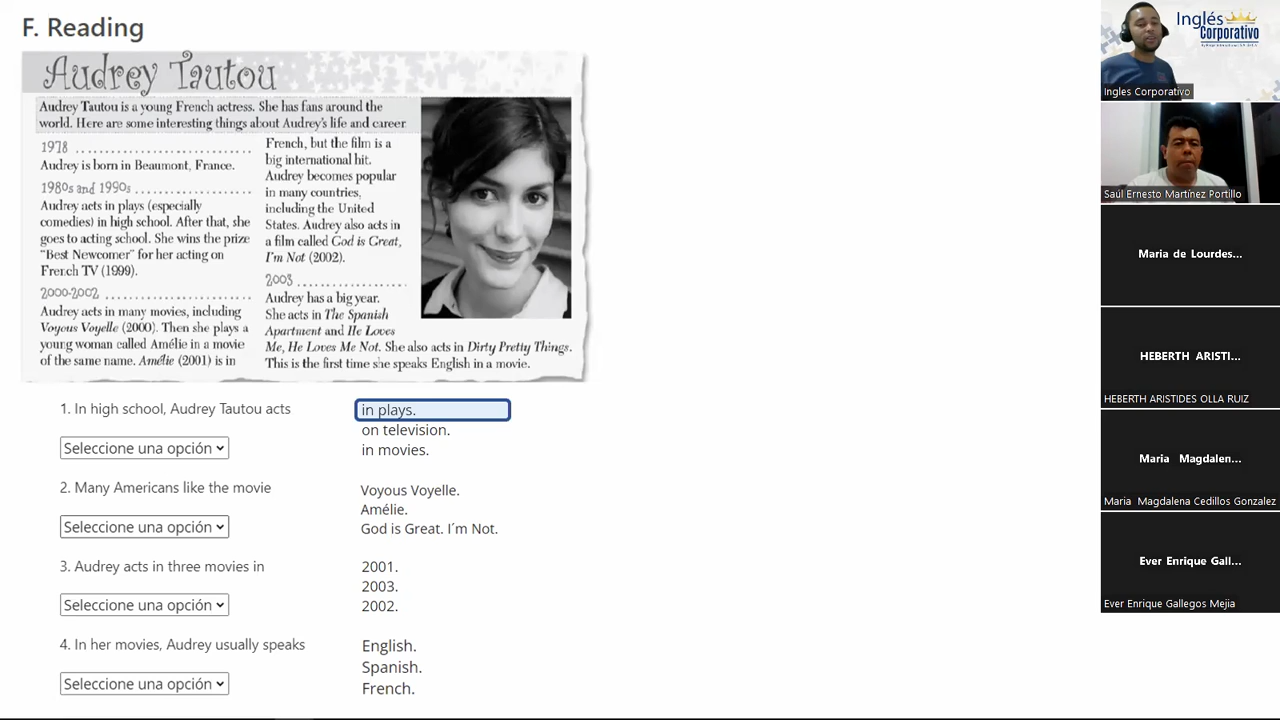 F. Reading
Audrey Tautou
Audrey Tautou is a young French actress. She has fans around the
world. Here are some interesting things about Audrey's life and career
1978
Audrey is born in Beaumont, France.
1980s and 1990s
Audrey acts in plays (especially
comedies) in high school. After that, she
goes to acting school. She wins the prize
"Best Newcomer" for her acting on
French TV (1999).
2000-2002
Audrey acts in many movies, including
Voyous Voyelle (2000). Then she plays a
young woman called Amélie in a movie
of the same name. Amélie (2001) is in
French, but the film is a
big international hit.
Audrey becomes popular
in many countries,
including the United
States. Audrey also acts in
a film called God is Great,
I'm Not (2002).
2003
Audrey has a big year.
She acts in The Spanish
Apartment and He Loves
Me, He Loves Me Not. She also acts in Dirty Pretty Things.
This is the first time she speaks English in a movie.
1. In high school, Audrey Tautou acts
Seleccione una opción
in plays.
on television.
in movies.
2. Many Americans like the movie
Seleccione una opción
Voyous Voyelle.
Amélie.
God is Great. I´m Not.
3. Audrey acts in three movies in
Seleccione una opción
2001.
2003.
2002.
4. In her movies, Audrey usually speaks
Seleccione una opción
English.
Spanish.
French.
Inglés
Corporativo
Ingles Corporativo
Saúl Ernesto Martínez Portillo
Maria de Lourdes...
HEBERTH ARISTI...
HEBERTH ARISTIDES OLLA RUIZ
Maria Magdalen...
Maria Magdalena Cedillos Gonzalez
Ever Enrique Gall...
Ever Enrique Gallegos Mejia